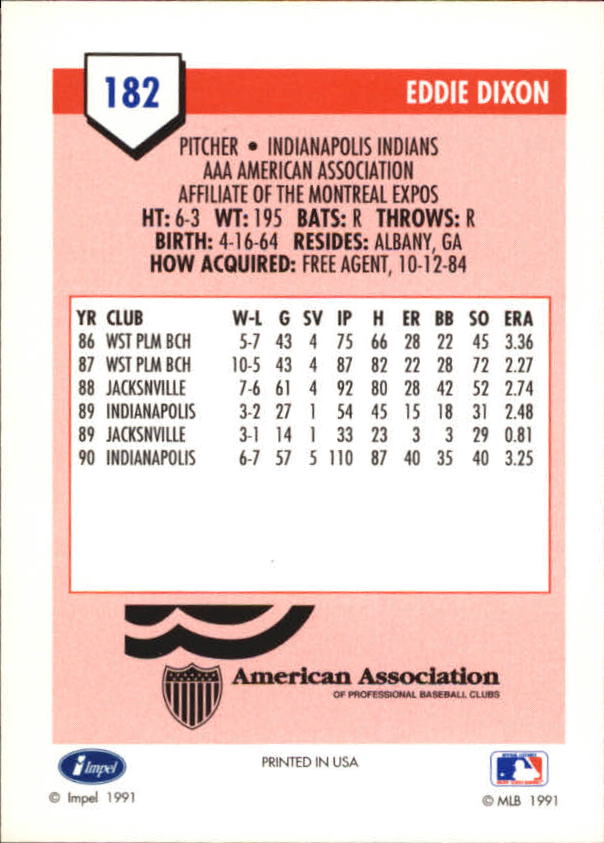 182
EDDIE DIXON
PITCHER • INDIANAPOLIS INDIANS
AAA AMERICAN ASSOCIATION
AFFILIATE OF THE MONTREAL EXPOS
HT: 6-3 WT: 195 BATS: R THROWS: R
BIRTH: 4-16-64 RESIDES: ALBANY, GA
HOW ACQUIRED: FREE AGENT, 10-12-84
YR CLUB W-L G SV IP H ER BB SO ERA
86 WST PLM BCH 5-7 43 4 75 66 28 22 45 3.36
87 WST PLM BCH 10-5 43 4 87 82 22 28 72 2.27
88 JACKSNVILLE 7-6 61 4 92 80 28 42 52 2.74
89 INDIANAPOLIS 3-2 27 1 54 45 15 18 31 2.48
89 JACKSNVILLE 3-1 14 1 33 23 3 3 29 0.81
90 INDIANAPOLIS 6-7 57 5 110 87 40 35 40 3.25
American Association
OF PROFESSIONAL BASEBALL CLUBS
Impel
PRINTED IN USA
© Impel 1991
© MLB 1991